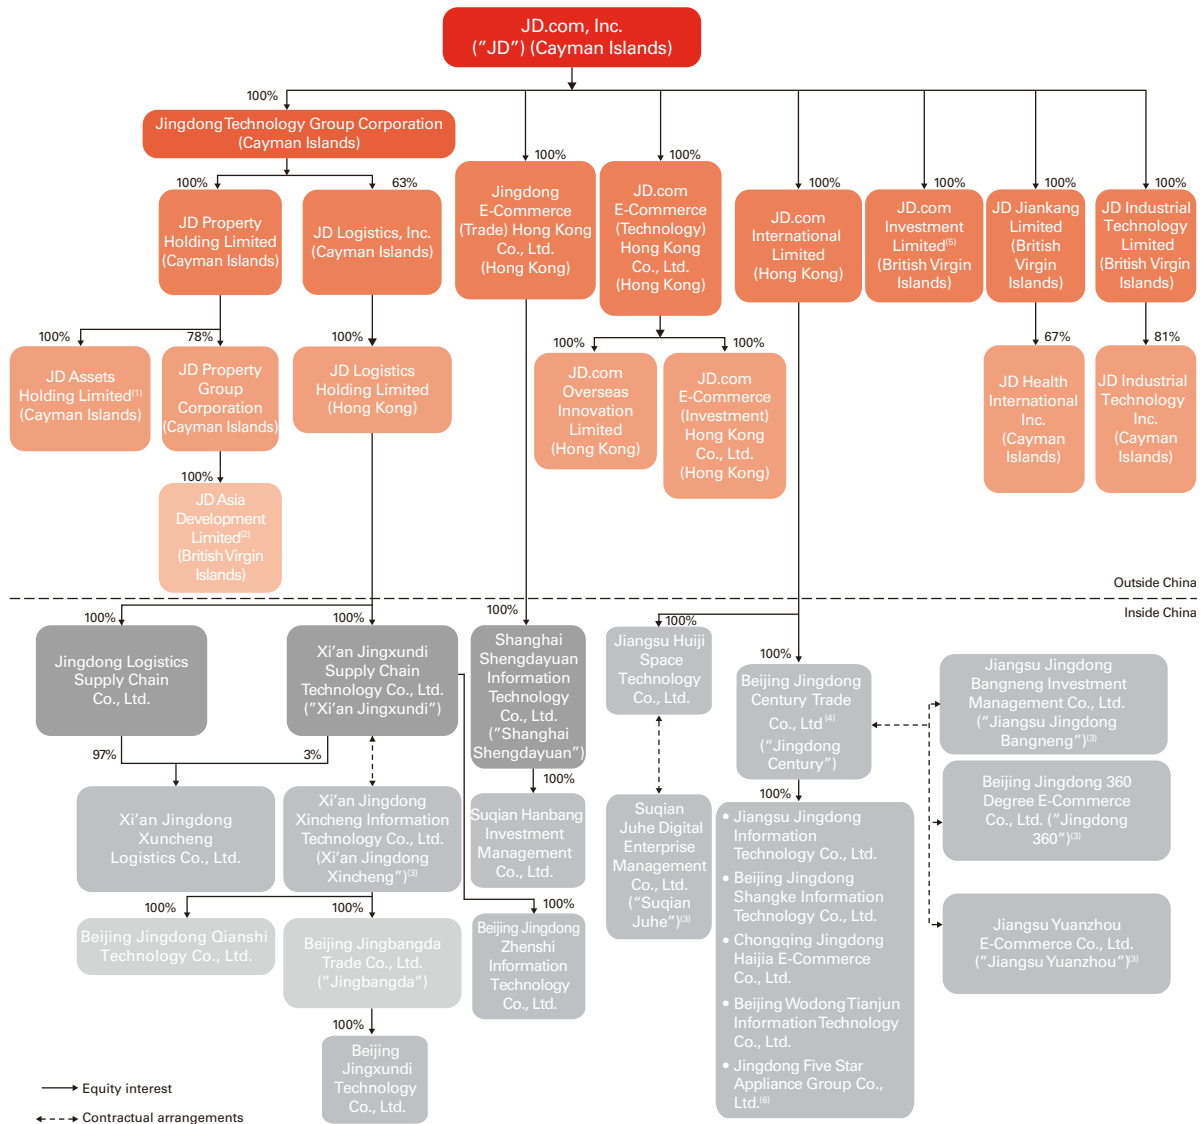 JD.com, Inc.
("JD") (Cayman Islands)
100%
Jingdong Technology Group Corporation
(Cayman Islands)
100%
63%
100%
100%
100%
100%
100%
100%
JD Property
Holding Limited
(Cayman Islands)
JD Logistics, Inc.
(Cayman Islands)
Jingdong
E-Commerce
(Trade) Hong Kong
Co., Ltd.
(Hong Kong)
JD.com
E-Commerce
(Technology)
Hong Kong
Co., Ltd.
(Hong Kong)
JD.com
International
Limited
(Hong Kong)
JD.com
Investment
Limited(5)
(British Virgin
Islands)
JD Jiankang
Limited
(British
Virgin
Islands)
JD Industrial
Technology
Limited
(British Virgin
Islands)
100%
78%
100%
100%
100%
67%
81%
JD Assets
Holding Limited(1)
(Cayman Islands)
JD Property
Group
Corporation
(Cayman Islands)
JD Logistics
Holding Limited
(Hong Kong)
JD.com
Overseas
Innovation
Limited
(Hong Kong)
JD.com
E-Commerce
(Investment)
Hong Kong
Co., Ltd.
(Hong Kong)
JD Health
International
Inc.
(Cayman
Islands)
JD Industrial
Technology
Inc.
(Cayman
Islands)
100%
JD Asia
Development
Limited(2)
(British Virgin
Islands)
Outside China
Inside China
100%
100%
100%
100%
100%
Jingdong Logistics
Supply Chain
Co., Ltd.
Xi'an Jingxundi
Supply Chain
Technology Co., Ltd.
("Xi'an Jingxundi")
Shanghai
Shengdayuan
Information
Technology
Co., Ltd.
("Shanghai
Shengdayuan")
Jiangsu Huiji
Space
Technology
Co., Ltd.
Beijing Jingdong
Century Trade
Co., Ltd(4)
("Jingdong
Century")
Jiangsu Jingdong
Bangneng Investment
Management Co., Ltd.
("Jiangsu Jingdong
Bangneng")(3)
97%
3%
100%
100%
Xi'an Jingdong
Xuncheng
Logistics Co., Ltd.
Xi'an Jingdong
Xincheng Information
Technology Co., Ltd.
(Xi'an Jingdong
Xincheng")(3)
Suqian Hanbang
Investment
Management
Co., Ltd.
Suqian
Juhe Digital
Enterprise
Management
Co., Ltd.
("Suqian
Juhe")(3)
• Jiangsu Jingdong
Information
Technology Co., Ltd.
• Beijing Jingdong
Shangke Information
Technology Co., Ltd.
• Chongqing Jingdong
Haijia E-Commerce
Co., Ltd.
• Beijing Wodong Tianjun
Information Technology
Co., Ltd.
• Jingdong Five Star
Appliance Group Co.,
Ltd.(6)
Beijing Jingdong 360
Degree E-Commerce
Co., Ltd. ("Jingdong
360")(3)
Jiangsu Yuanzhou
E-Commerce Co., Ltd.
("Jiangsu Yuanzhou")(3)
100%
100%
100%
Beijing Jingdong Qianshi
Technology Co., Ltd.
Beijing Jingbangda
Trade Co., Ltd.
("Jingbangda")
Beijing Jingdong
Zhenshi
Information
Technology
Co., Ltd.
100%
Beijing
Jingxundi
Technology
Co., Ltd.
Equity interest
Contractual arrangements